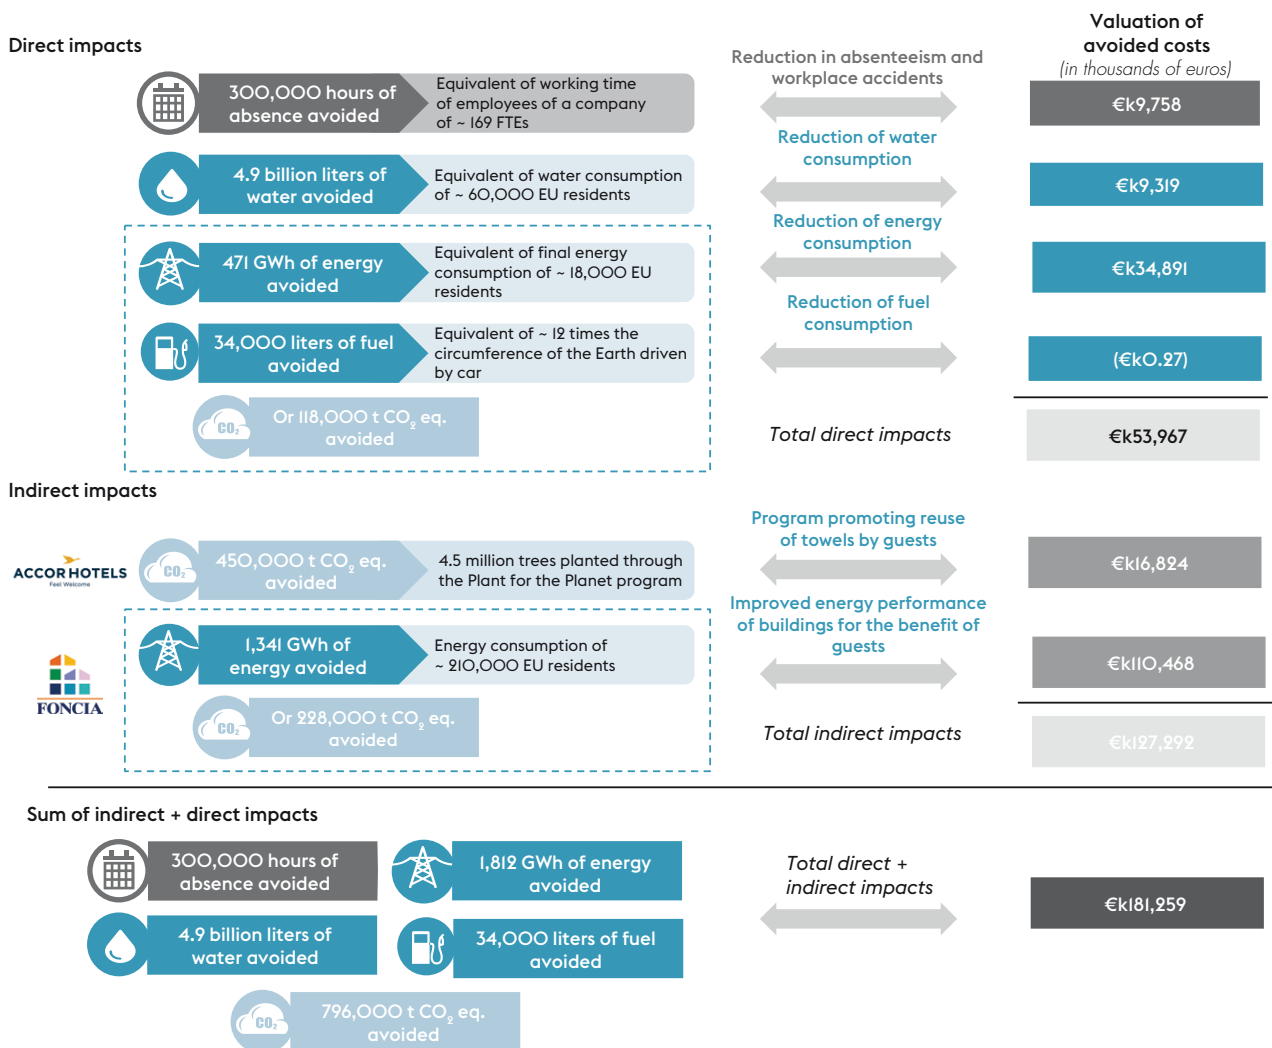 Valuation of
avoided costs
(in thousands of euros)
Direct impacts
300,000 hours of
absence avoided
Equivalent of working time
of employees of a company
of ~ 169 FTEs
Reduction in absenteeism and
workplace accidents
€k9,758
4.9 billion liters of
water avoided
Equivalent of water consumption
of ~ 60,000 EU residents
Reduction of water
consumption
€k9,319
471 GWh of energy
avoided
Equivalent of final energy
consumption of ~ 18,000 EU
residents
Reduction of energy
consumption
€k34,891
34,000 liters of fuel
avoided
Equivalent of ~ 12 times the
circumference of the Earth driven
by car
Reduction of fuel
consumption
(€k0.27)
CO₂
Or 118,000 t CO₂ eq.
avoided
Total direct impacts
€k53,967
Indirect impacts
ACCOR HOTELS
Feel Welcome
CO₂
450,000 t CO₂ eq.
avoided
4.5 million trees planted through
the Plant for the Planet program
Program promoting reuse
of towels by guests
€k16,824
FONCIA
1,341 GWh of
energy avoided
Energy consumption of
~ 210,000 EU residents
Improved energy performance
of buildings for the benefit of
guests
€k110,468
CO₂
Or 228,000 t CO₂ eq.
avoided
Total indirect impacts
€k127,292
Sum of indirect + direct impacts
300,000 hours of
absence avoided
1,812 GWh of energy
avoided
4.9 billion liters of
water avoided
34,000 liters of fuel
avoided
CO₂
796,000 t CO₂ eq.
avoided
Total direct +
indirect impacts
€k181,259